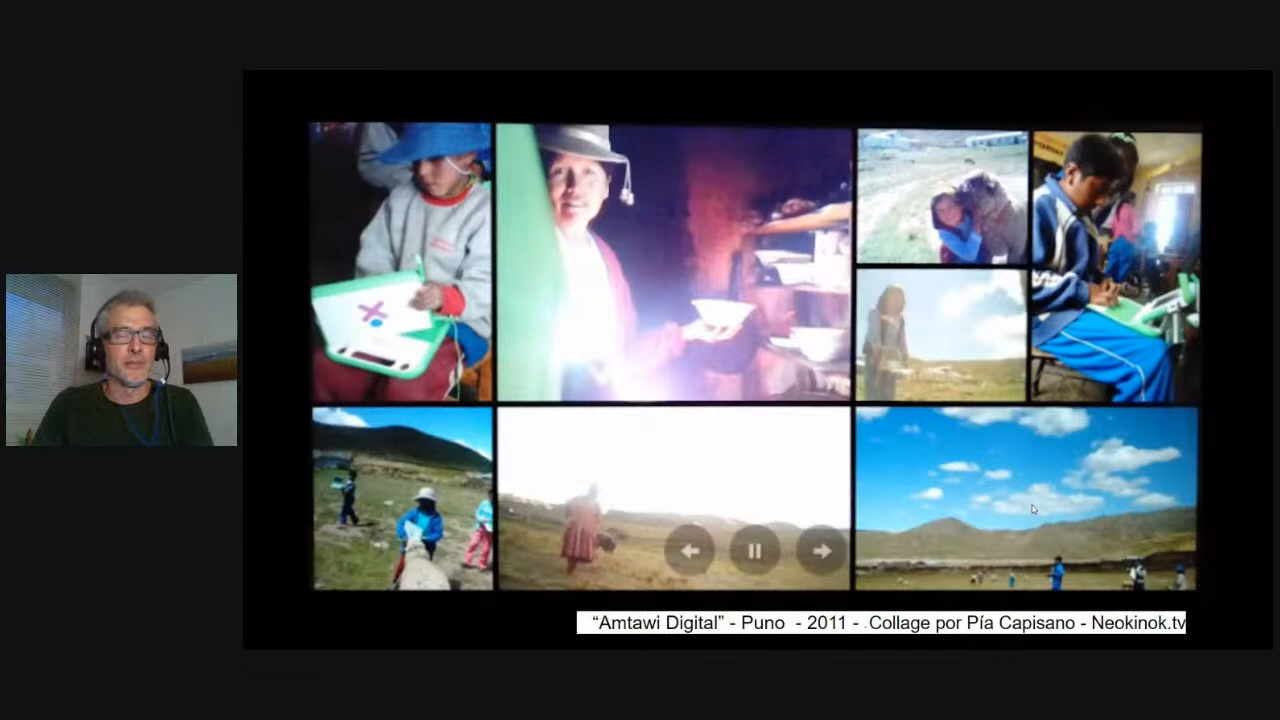 “Amtawi Digital” - Puno - 2011 - .Collage por Pía Capisano - Neokinok.tv